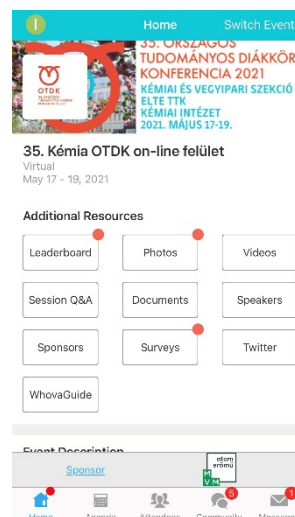 Home
Switch Event
35. ORSZÁGOS
TUDOMÁNYOS DIÁKKÖR
KONFERENCIA 2021
KÉMIAI ÉS VEGYIPARI SZEKCIÓ
ELTE TTK
KÉMIAI INTÉZET
2021. MÁJUS 17-19.
OTDK
35. Kémia OTDK on-line felület
Virtual
May 17 - 19, 2021
Additional Resources
Leaderboard
Photos
Videos
Session Q&A
Documents
Speakers
Sponsors
Surveys
Twitter
WhovaGuide
Event Description
Sponsor
atom
erőmű
M
V M
Home
Agenda
Attendees
Community
5
Messages
1